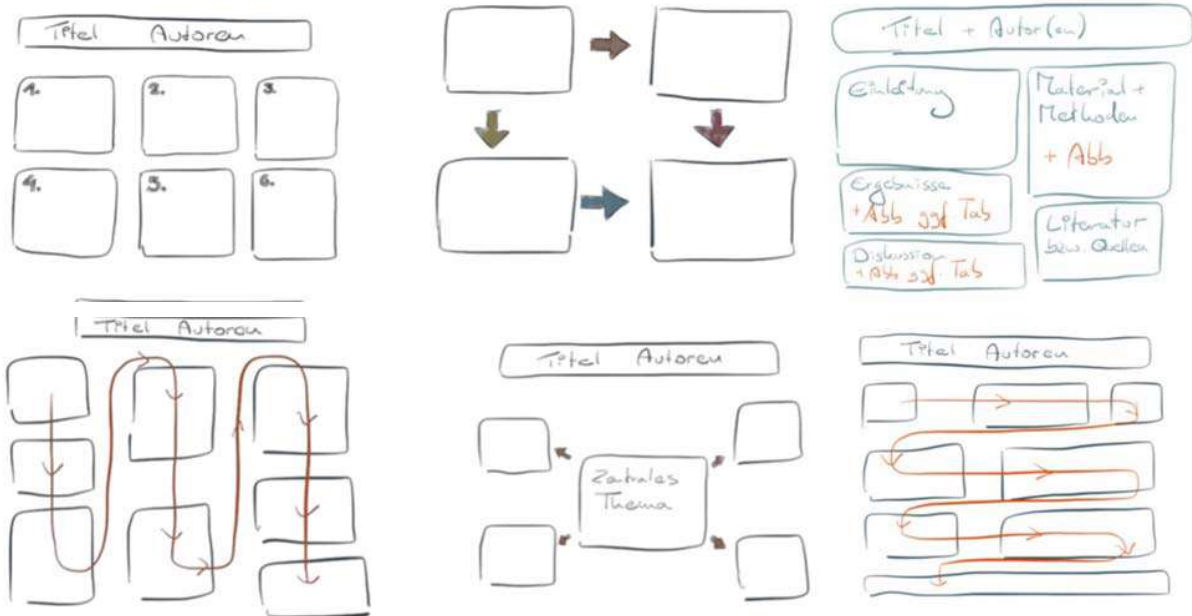 Titel Autoren
1.
2.
3.
4.
5.
6.
Titel + Autor(en)
Einleitung
Material +
Methoden
+ Abb
Ergebnisse
+ Abb ggf. Tab
Diskussion
+ Abb ggf. Tab
Literatur
bzw. Quellen
Titel Autoren
Titel Autoren
Zentrales
Thema
Titel Autoren